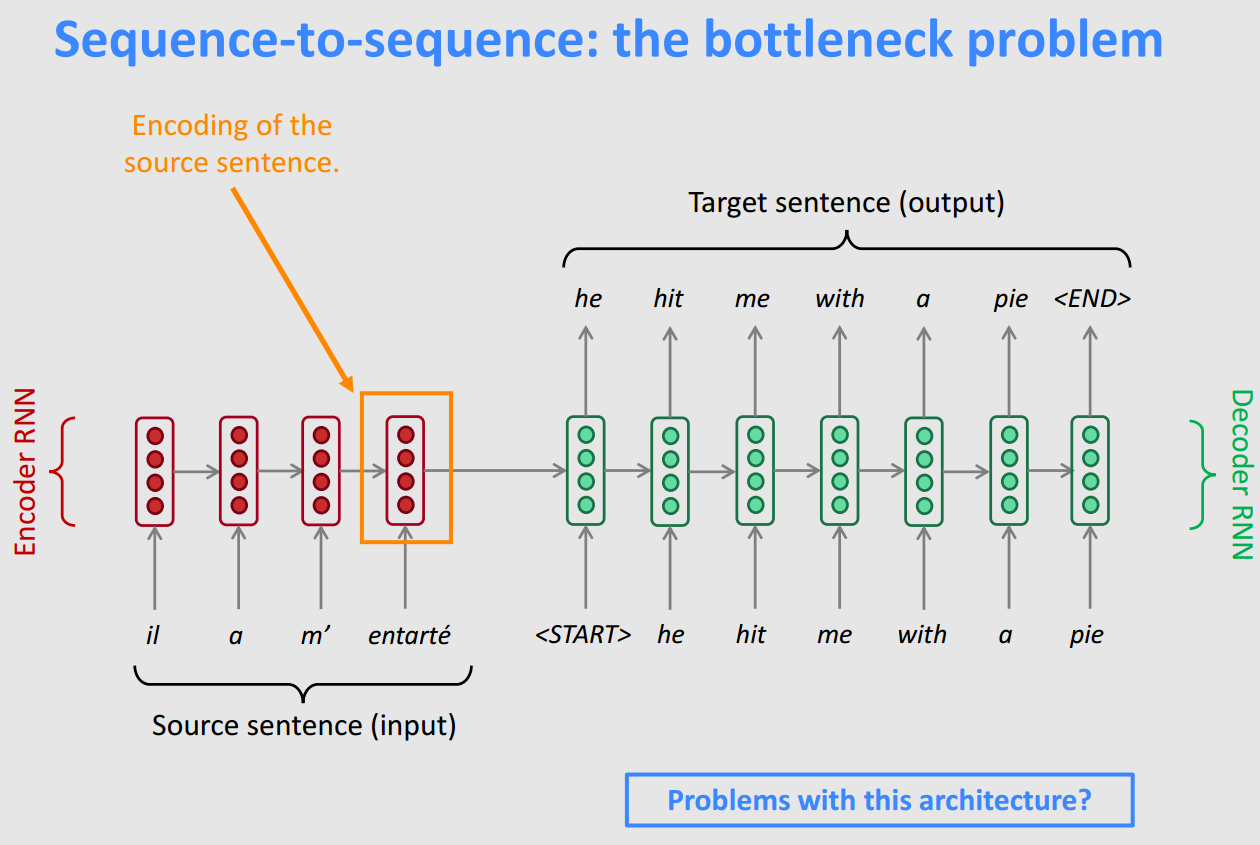 Sequence-to-sequence: the bottleneck problem
Encoding of the
source sentence.
Target sentence (output)
he hit me with a pie <END>
Encoder RNN
Decoder RNN
il a m’ entarté
<START> he hit me with a pie
Source sentence (input)
Problems with this architecture?